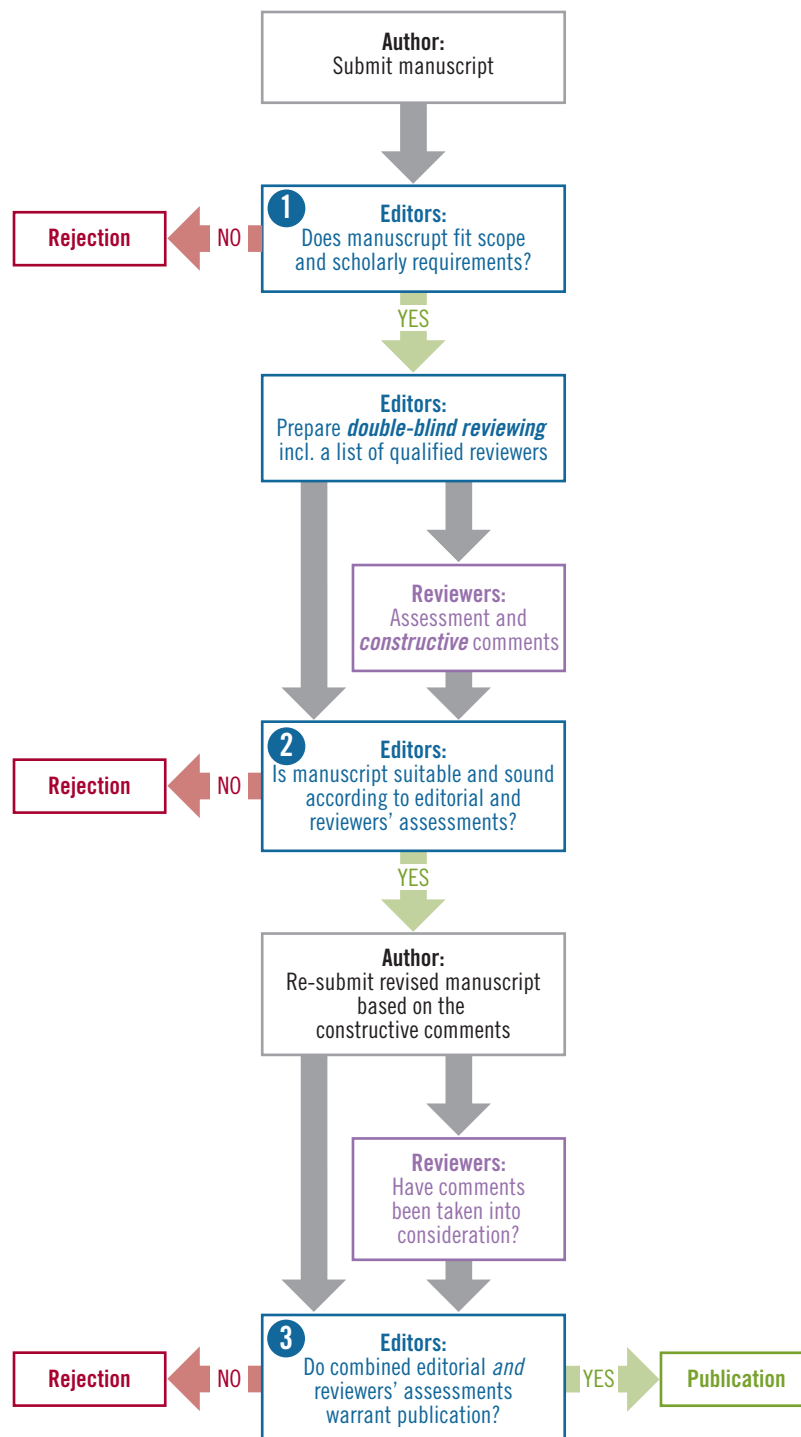 Author:
Submit manuscript
1
Editors:
Does manuscrupt fit scope
and scholarly requirements?
NO
Rejection
YES
Editors:
Prepare double-blind reviewing
incl. a list of qualified reviewers
Reviewers:
Assessment and
constructive comments
2
Editors:
Is manuscript suitable and sound
according to editorial and
reviewers’ assessments?
NO
Rejection
YES
Author:
Re-submit revised manuscript
based on the
constructive comments
Reviewers:
Have comments
been taken into
consideration?
3
Editors:
Do combined editorial and
reviewers’ assessments
warrant publication?
NO
Rejection
YES
Publication